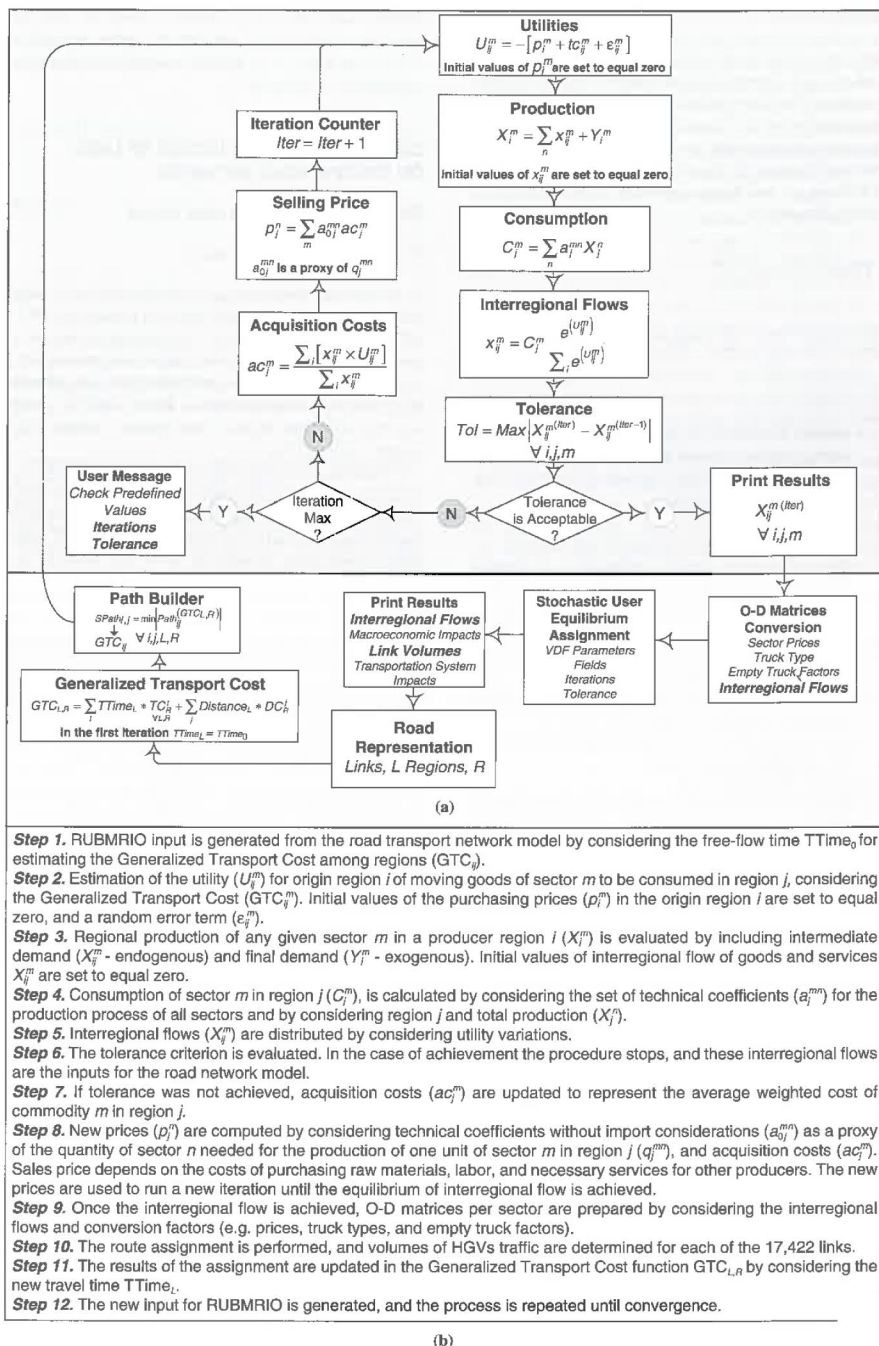 Utilities
U_i^m = −[p_i^m + tc_ij^m + ε_ij^m]
Initial values of p_i^m are set to equal zero
Production
X_i^m = ∑_n x_ij^m + Y_i^m
Initial values of x_ij^m are set to equal zero
Consumption
C_j^m = ∑_n a_j^mn X_j^n
Interregional Flows
x_ij^m = C_j^m e^(U_ij^m) / ∑_i e^(U_ij^m)
Tolerance
Tol = Max|X_ij^m(Iter) − X_ij^m(Iter−1)|
∀ i,j,m
Tolerance
is Acceptable
?
Y
N
Print Results
X_ij^m (Iter)
∀ i,j,m
Iteration
Max
?
Y
N
User Message
Check Predefined
Values
Iterations
Tolerance
Acquisition Costs
ac_j^m = ∑_i [x_ij^m × U_ij^m] / ∑_i x_ij^m
Selling Price
p_j^n = ∑_m a_0j^mn ac_j^m
a_0j^mn is a proxy of q_j^mn
Iteration Counter
Iter = Iter + 1
O-D Matrices
Conversion
Sector Prices
Truck Type
Empty Truck Factors
Interregional Flows
Stochastic User
Equilibrium
Assignment
VDF Parameters
Fields
Iterations
Tolerance
Print Results
Interregional Flows
Macroeconomic Impacts
Link Volumes
Transportation System
Impacts
Road
Representation
Links, L Regions, R
Generalized Transport Cost
GTC_L,R = ∑ TTime_L * TC_R^L + ∑ Distance_L * DC_R^L
∀L,R
In the first Iteration TTime_L = TTime_0
Path Builder
SPath_i,j = min|Path_ij^(GTC L,R)|
GTC_ij ∀ i,j,L,R
(a)
Step 1. RUBMRIO input is generated from the road transport network model by considering the free-flow time TTime_0 for
estimating the Generalized Transport Cost among regions (GTC_ij).
Step 2. Estimation of the utility (U_ij^m) for origin region i of moving goods of sector m to be consumed in region j, considering
the Generalized Transport Cost (GTC_ij^m). Initial values of the purchasing prices (p_i^m) in the origin region i are set to equal
zero, and a random error term (ε_ij^m).
Step 3. Regional production of any given sector m in a producer region i (X_i^m) is evaluated by including intermediate
demand (X_ij^m - endogenous) and final demand (Y_i^m - exogenous). Initial values of interregional flow of goods and services
X_ij^m are set to equal zero.
Step 4. Consumption of sector m in region j (C_j^m), is calculated by considering the set of technical coefficients (a_j^mn) for the
production process of all sectors and by considering region j and total production (X_j^n).
Step 5. Interregional flows (X_ij^m) are distributed by considering utility variations.
Step 6. The tolerance criterion is evaluated. In the case of achievement the procedure stops, and these interregional flows
are the inputs for the road network model.
Step 7. If tolerance was not achieved, acquisition costs (ac_j^m) are updated to represent the average weighted cost of
commodity m in region j.
Step 8. New prices (p_j^n) are computed by considering technical coefficients without import considerations (a_0j^mn) as a proxy
of the quantity of sector n needed for the production of one unit of sector m in region j (q_j^mn), and acquisition costs (ac_j^m).
Sales price depends on the costs of purchasing raw materials, labor, and necessary services for other producers. The new
prices are used to run a new iteration until the equilibrium of interregional flow is achieved.
Step 9. Once the interregional flow is achieved, O-D matrices per sector are prepared by considering the interregional
flows and conversion factors (e.g. prices, truck types, and empty truck factors).
Step 10. The route assignment is performed, and volumes of HGVs traffic are determined for each of the 17,422 links.
Step 11. The results of the assignment are updated in the Generalized Transport Cost function GTC_L,R by considering the
new travel time TTime_L.
Step 12. The new input for RUBMRIO is generated, and the process is repeated until convergence.
(b)